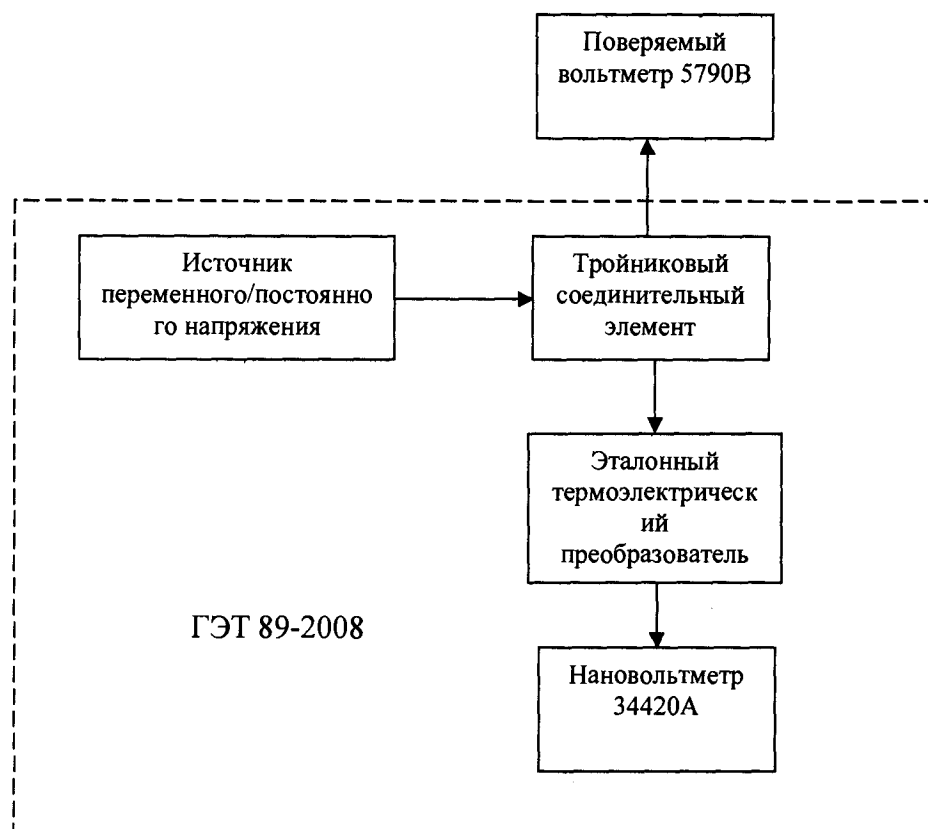 Поверяемый
вольтметр 5790В
Источник
переменного/постоянно
го напряжения
Тройниковый
соединительный
элемент
Эталонный
термоэлектрическ
ий
преобразователь
ГЭТ 89-2008
Нановольтметр
34420А